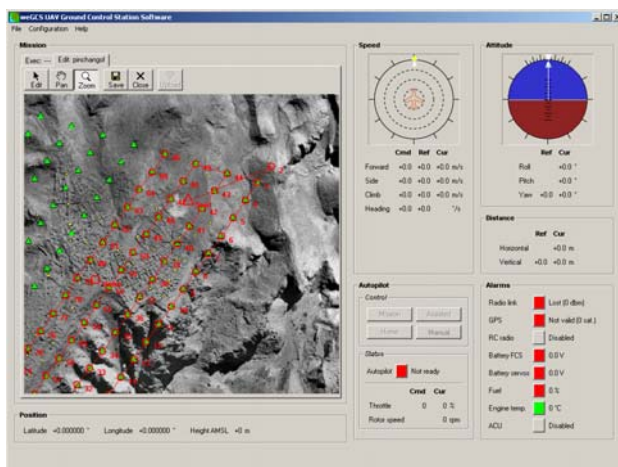 weGCS UAV Ground Control Station Software
File Configuration Help
Mission
Exec: --- Edit: pinchangol
Edit Pan Zoom Save Close Upload
Position
Latitude +0.000000 ° Longitude +0.000000 ° Height AMSL +0 m
Speed
Cmd Ref Cur
Forward +0.0 +0.0 +0.0 m/s
Side +0.0 +0.0 +0.0 m/s
Climb +0.0 +0.0 +0.0 m/s
Heading +0.0 +0.0 °/s
Attitude
Ref Cur
Roll +0.0 °
Pitch +0.0 °
Yaw +0.0 +0.0 °
Distance
Ref Cur
Horizontal +0.0 m
Vertical +0.0 +0.0 m
Autopilot
Control
Mission Assisted
Home Manual
Status
Autopilot Not ready
Cmd Cur
Throttle 0 0 %
Rotor speed 0 rpm
Alarms
Radio link Lost (0 dbm)
GPS Not valid (0 sat.)
RC radio Disabled
Battery FCS 0.0 V
Battery servos 0.0 V
Fuel 0 %
Engine temp. 0 °C
ACU Disabled